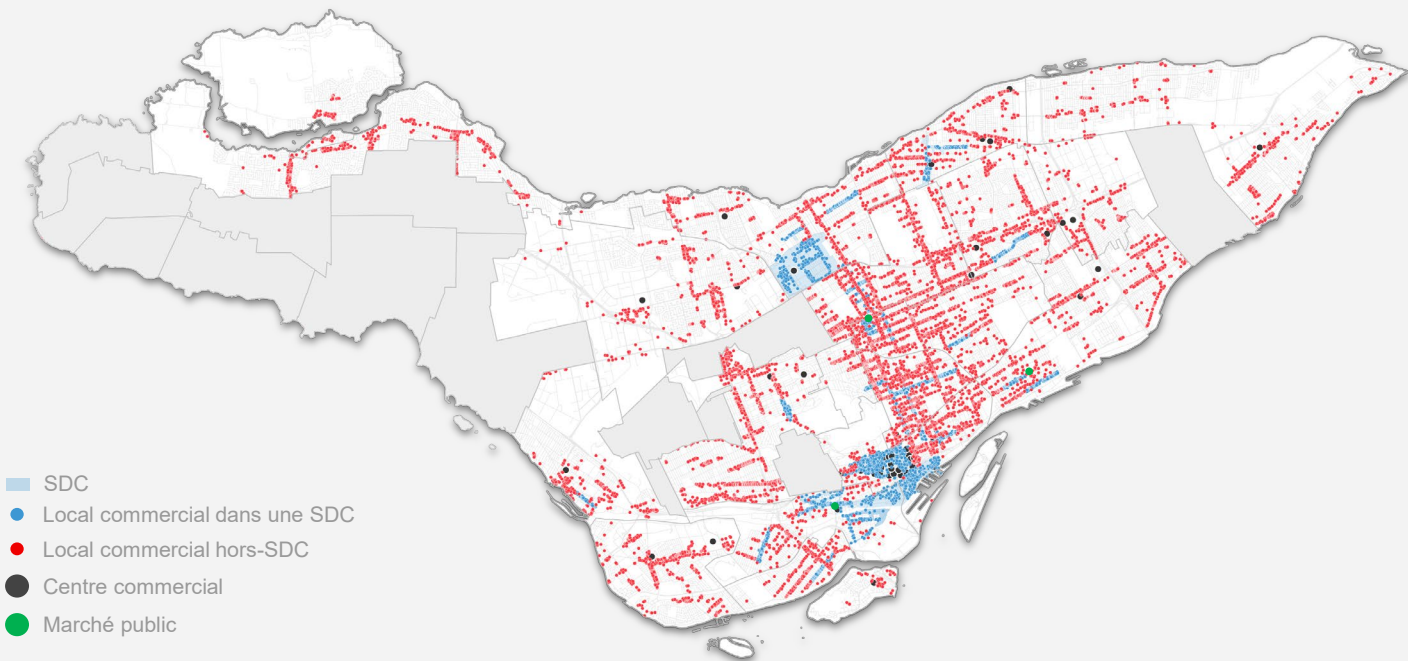 SDC
Local commercial dans une SDC
Local commercial hors-SDC
Centre commercial
Marché public